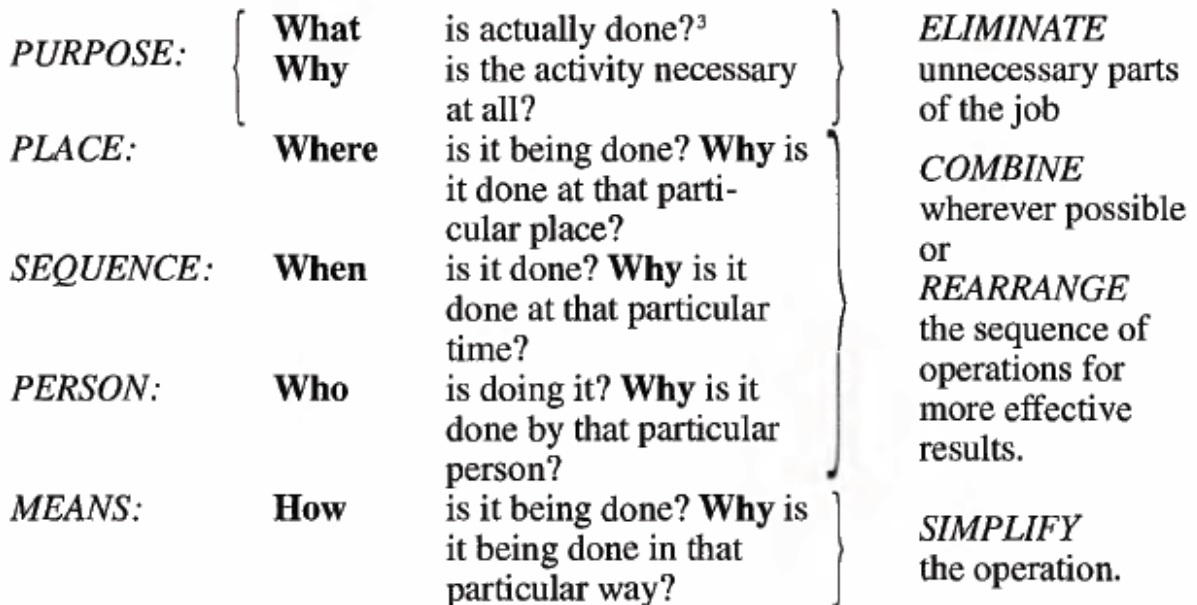 PURPOSE: What is actually done?³ ELIMINATE
Why is the activity necessary unnecessary parts
at all? of the job
PLACE: Where is it being done? Why is
COMBINE
it done at that parti-
wherever possible
cular place?
or
SEQUENCE: When is it done? Why is it
REARRANGE
done at that particular
the sequence of
time?
operations for
PERSON: Who is doing it? Why is it
more effective
done by that particular
results.
person?
MEANS: How is it being done? Why is
SIMPLIFY
it being done in that
the operation.
particular way?